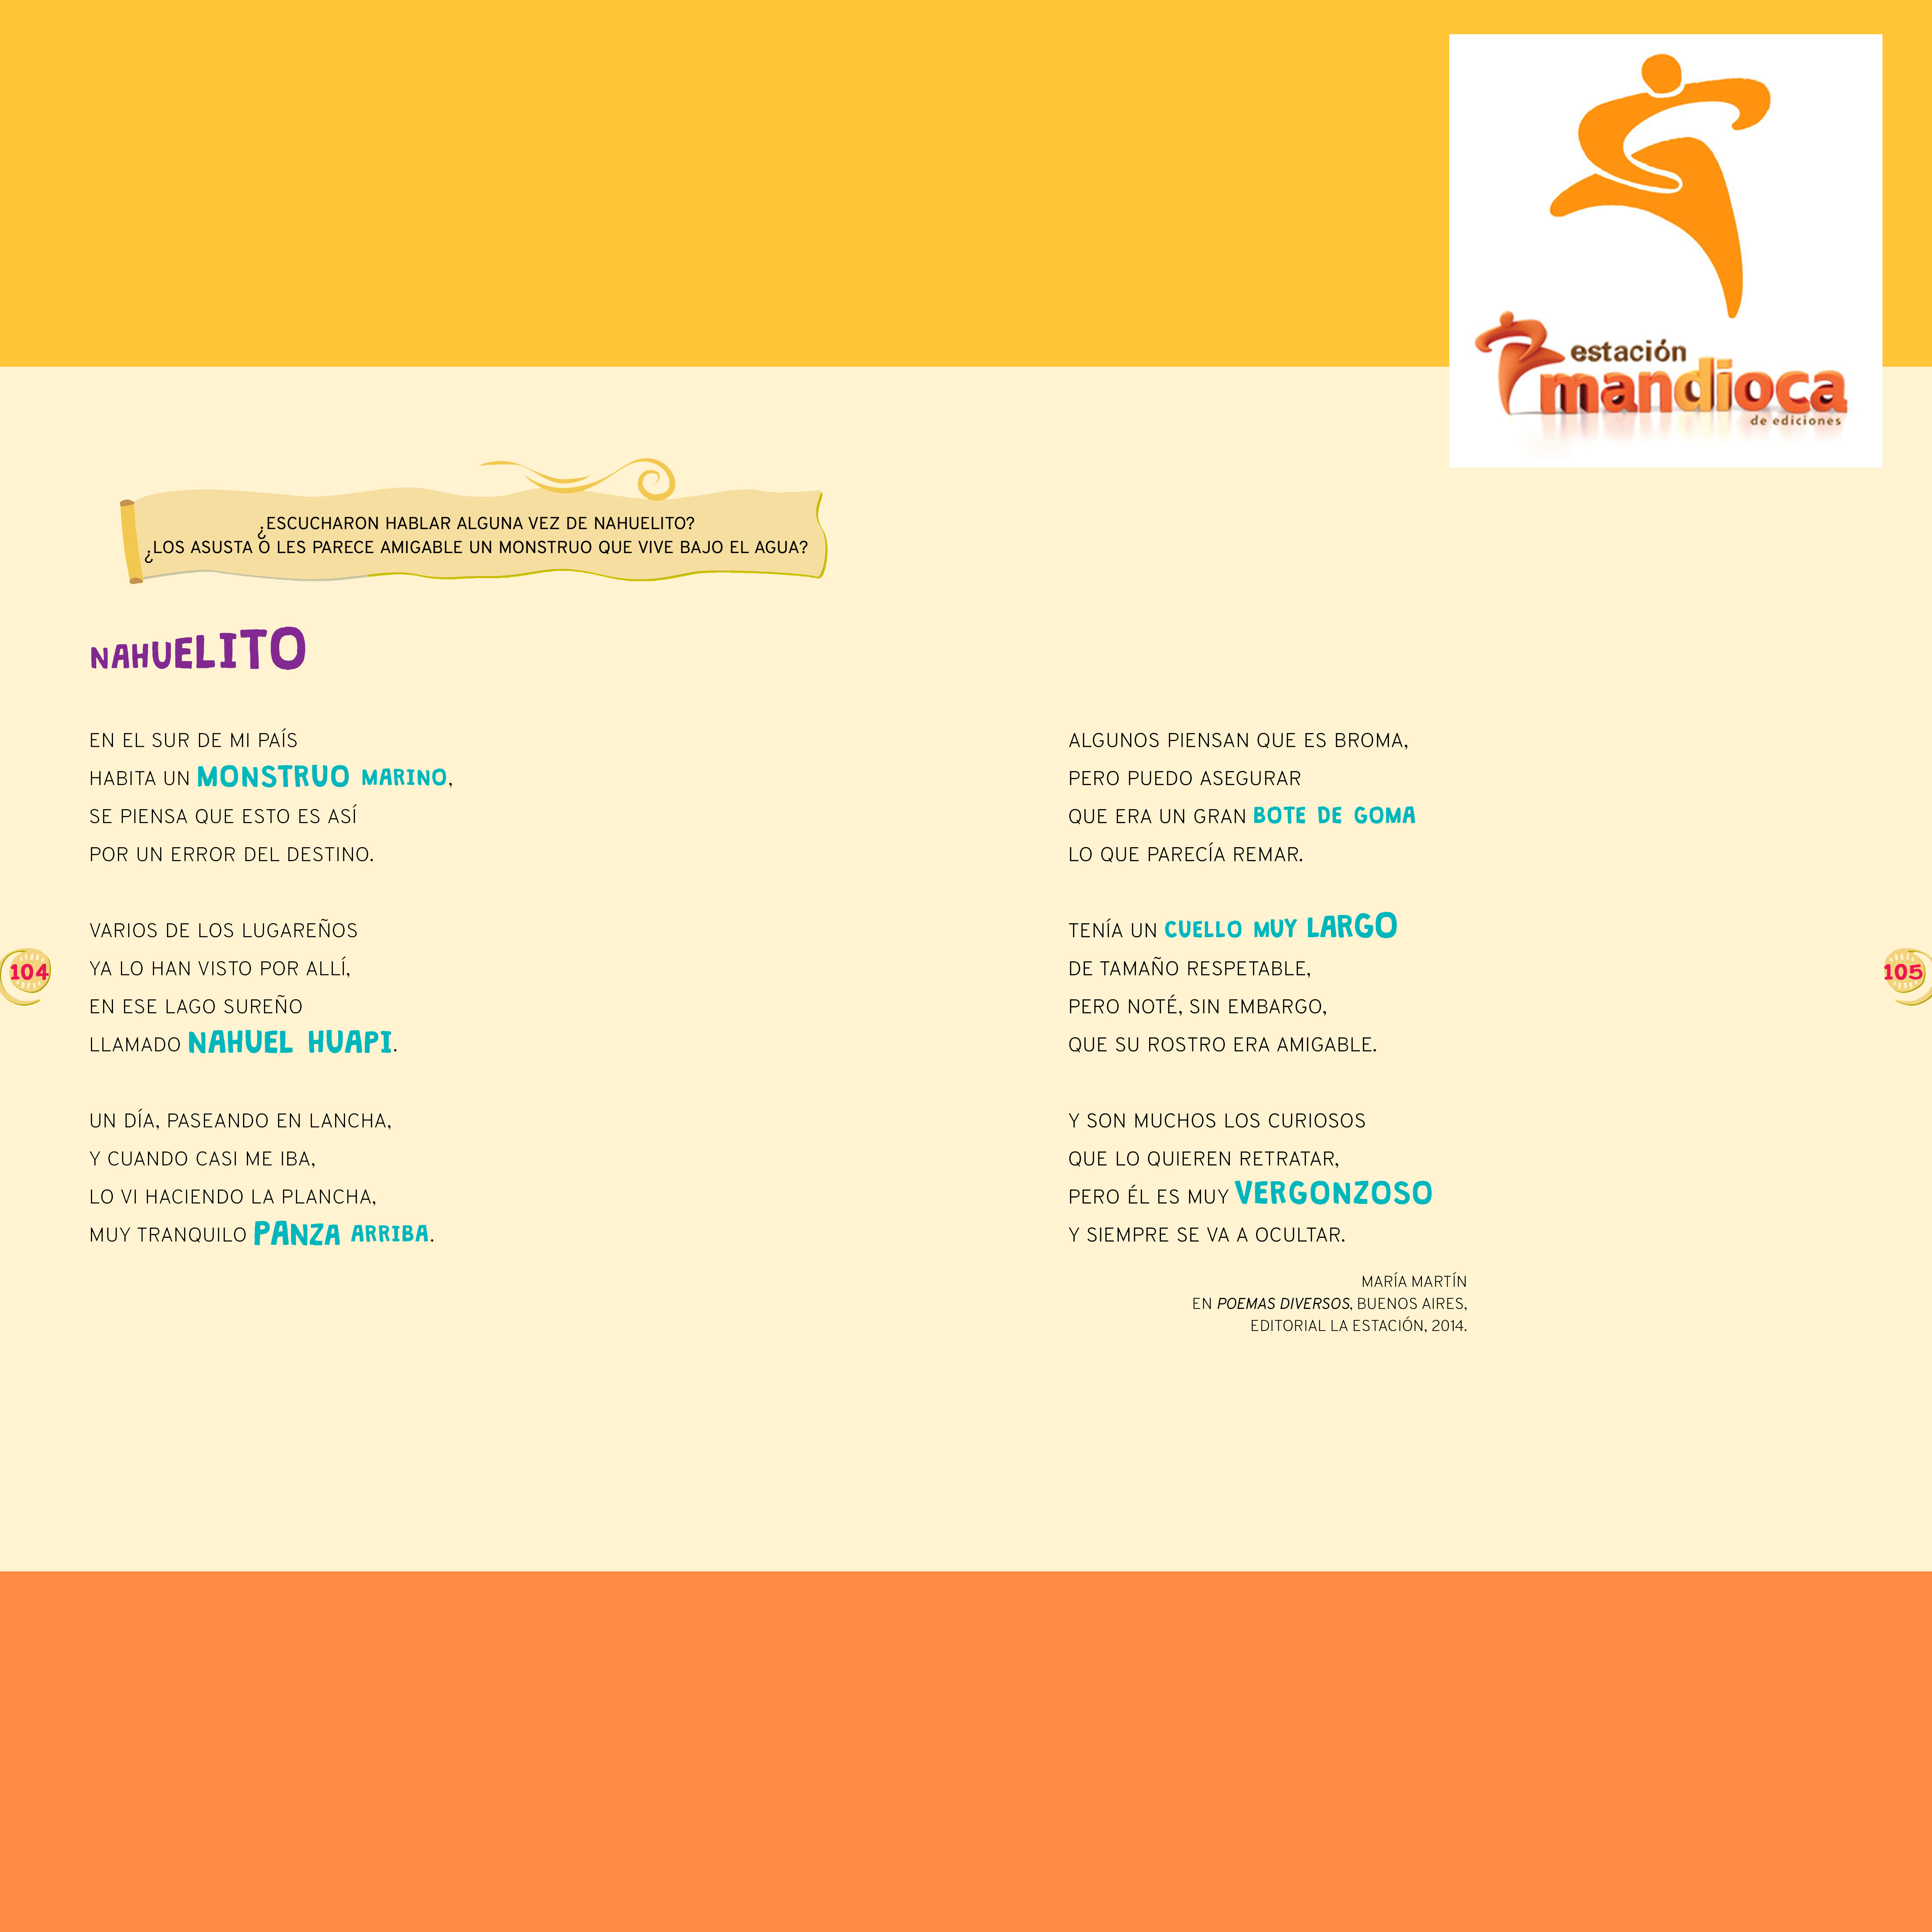 estación
mandioca
de ediciones
¿ESCUCHARON HABLAR ALGUNA VEZ DE NAHUELITO?
¿LOS ASUSTA O LES PARECE AMIGABLE UN MONSTRUO QUE VIVE BAJO EL AGUA?
NAHUELITO
EN EL SUR DE MI PAÍS
HABITA UN MONSTRUO MARINO,
SE PIENSA QUE ESTO ES ASÍ
POR UN ERROR DEL DESTINO.
VARIOS DE LOS LUGAREÑOS
YA LO HAN VISTO POR ALLÍ,
EN ESE LAGO SUREÑO
LLAMADO NAHUEL HUAPI.
UN DÍA, PASEANDO EN LANCHA,
Y CUANDO CASI ME IBA,
LO VI HACIENDO LA PLANCHA,
MUY TRANQUILO PANZA ARRIBA.
104
ALGUNOS PIENSAN QUE ES BROMA,
PERO PUEDO ASEGURAR
QUE ERA UN GRAN BOTE DE GOMA
LO QUE PARECÍA REMAR.
TENÍA UN CUELLO MUY LARGO
DE TAMAÑO RESPETABLE,
PERO NOTÉ, SIN EMBARGO,
QUE SU ROSTRO ERA AMIGABLE.
Y SON MUCHOS LOS CURIOSOS
QUE LO QUIEREN RETRATAR,
PERO ÉL ES MUY VERGONZOSO
Y SIEMPRE SE VA A OCULTAR.
MARÍA MARTÍN
EN POEMAS DIVERSOS, BUENOS AIRES,
EDITORIAL LA ESTACIÓN, 2014.
105